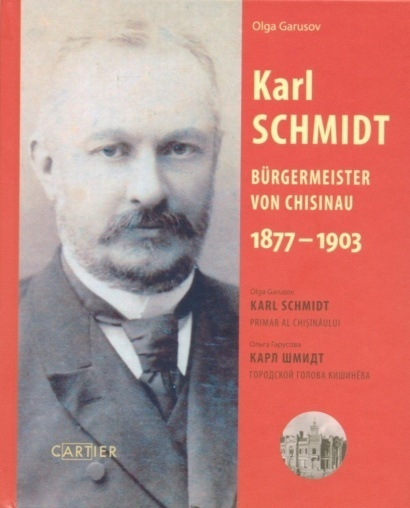 Olga Garusov
Karl
SCHMIDT
BÜRGERMEISTER
VON CHISINAU
1877 – 1903
Olga Garusov
KARL SCHMIDT
PRIMAR AL CHIȘINĂULUI
Ольга Гарусова
КАРЛ ШМИДТ
ГОРОДСКОЙ ГОЛОВА КИШИНЁВА
CARTIER